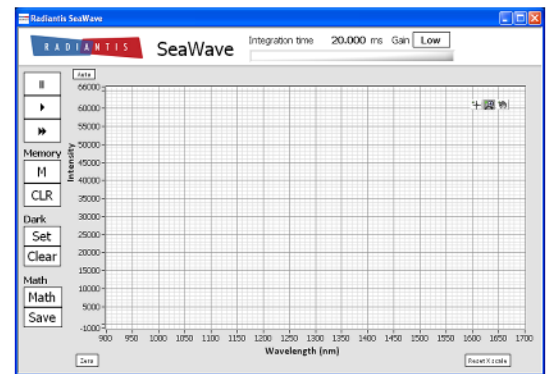 Radiantis SeaWave
RADIANTIS
SeaWave
Integration time 20.000 ms Gain Low
Auto
Memory
M
CLR
Dark
Set
Clear
Math
Math
Save
Intensity
66000
60000
55000
50000
45000
40000
35000
30000
25000
20000
15000
10000
5000
-1000
900 950 1000 1050 1100 1150 1200 1250 1300 1350 1400 1450 1500 1550 1600 1650 1700
Wavelength (nm)
Zero
Reset X scale